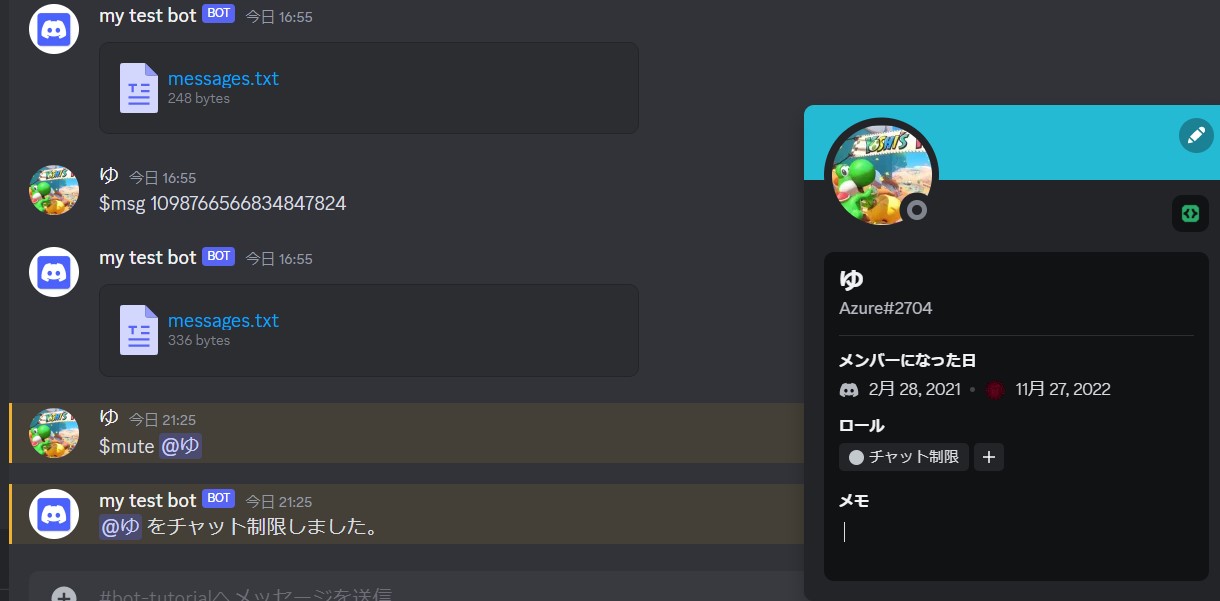 my test bot BOT 今日 16:55
messages.txt
248 bytes
ゆ 今日 16:55
$msg 1098766566834847824
my test bot BOT 今日 16:55
messages.txt
336 bytes
ゆ 今日 21:25
$mute @ゆ
my test bot BOT 今日 21:25
@ゆ をチャット制限しました。
#bot-tutorialへメッセージを送信
YOSHI'S
ゆ
Azure#2704
メンバーになった日
2月 28, 2021 • 11月 27, 2022
ロール
チャット制限 +
メモ